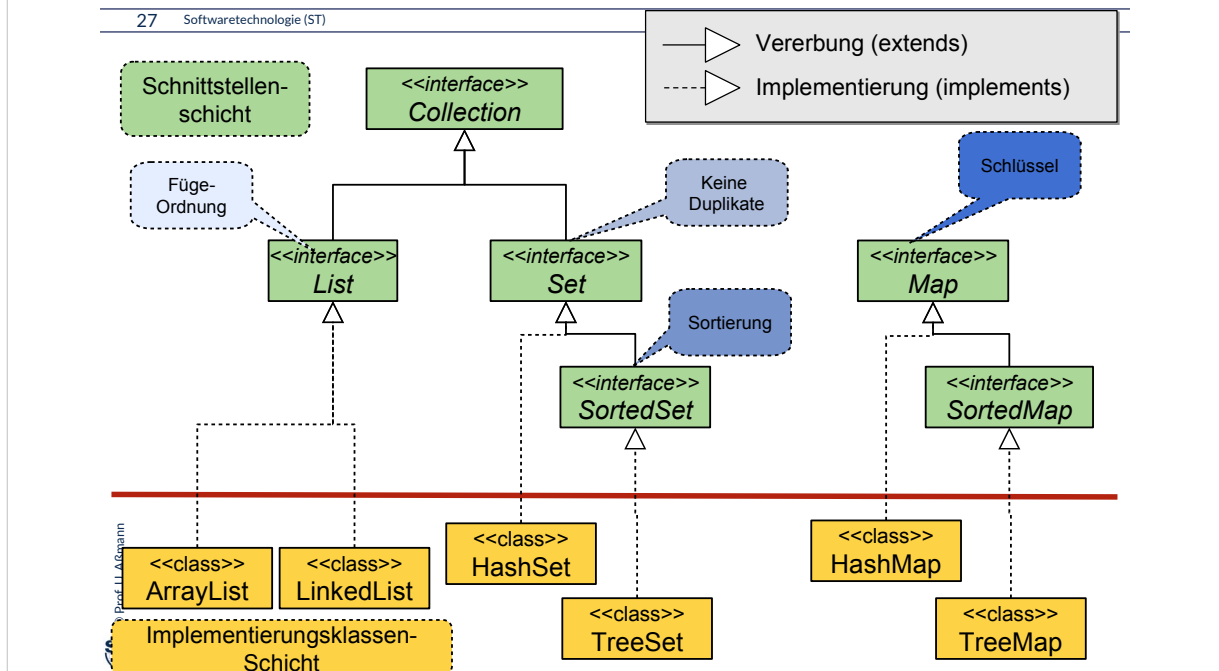 27 Softwaretechnologie (ST)
Vererbung (extends)
Implementierung (implements)
Schnittstellen-
schicht
<<interface>>
Collection
Füge-
Ordnung
Keine
Duplikate
Schlüssel
<<interface>>
List
<<interface>>
Set
<<interface>>
Map
Sortierung
<<interface>>
SortedSet
<<interface>>
SortedMap
© Prof. U. Aßmann
<<class>>
ArrayList
<<class>>
LinkedList
<<class>>
HashSet
<<class>>
HashMap
<<class>>
TreeSet
<<class>>
TreeMap
Implementierungsklassen-
Schicht